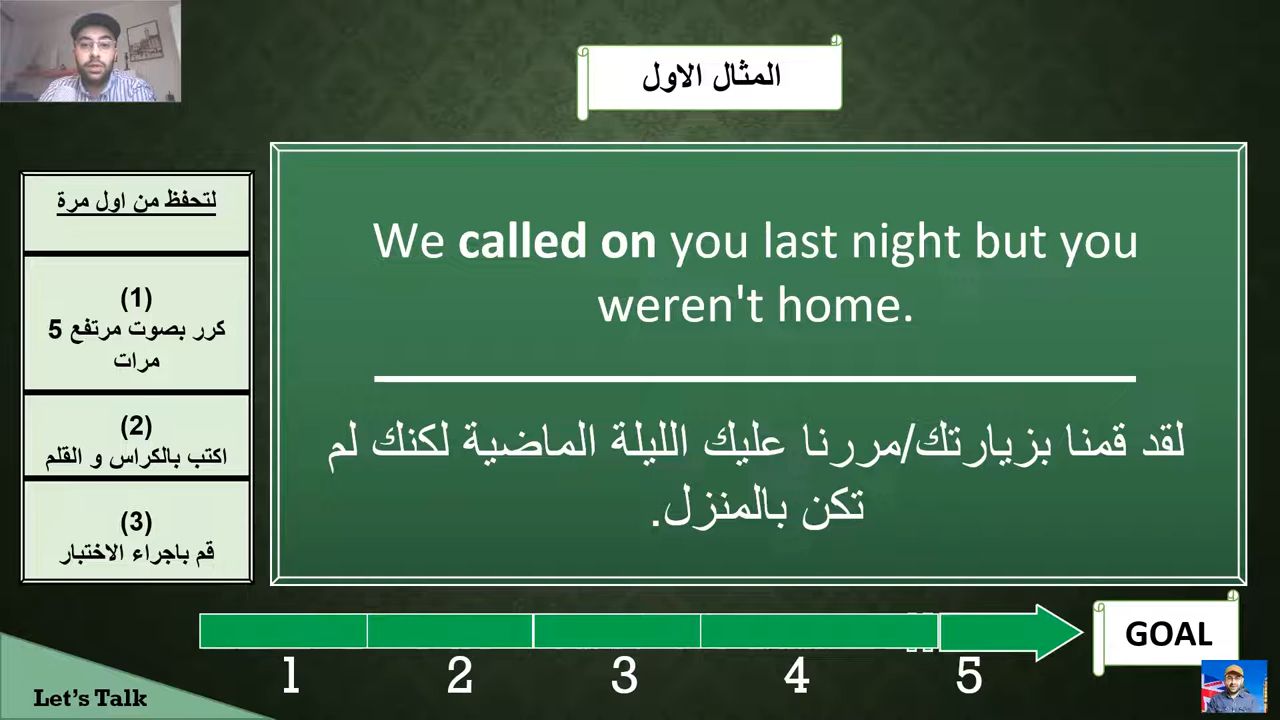 المثال الاول
We called on you last night but you
weren't home.
لقد قمنا بزيارتك/مررنا عليك الليلة الماضية لكنك لم
تكن بالمنزل.
لتحفظ من اول مرة
(1)
كرر بصوت مرتفع 5
مرات
(2)
اكتب بالكراس و القلم
(3)
قم باجراء الاختبار
1 2 3 4 5
GOAL
Let's Talk